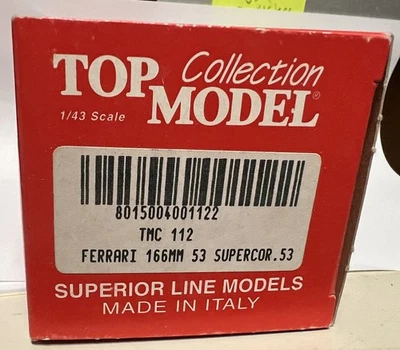 TOP Collection
1/43 Scale MODEL®
8015004001122
TMC 112
FERRARI 166MM 53 SUPERCOR.53
SUPERIOR LINE MODELS
MADE IN ITALY